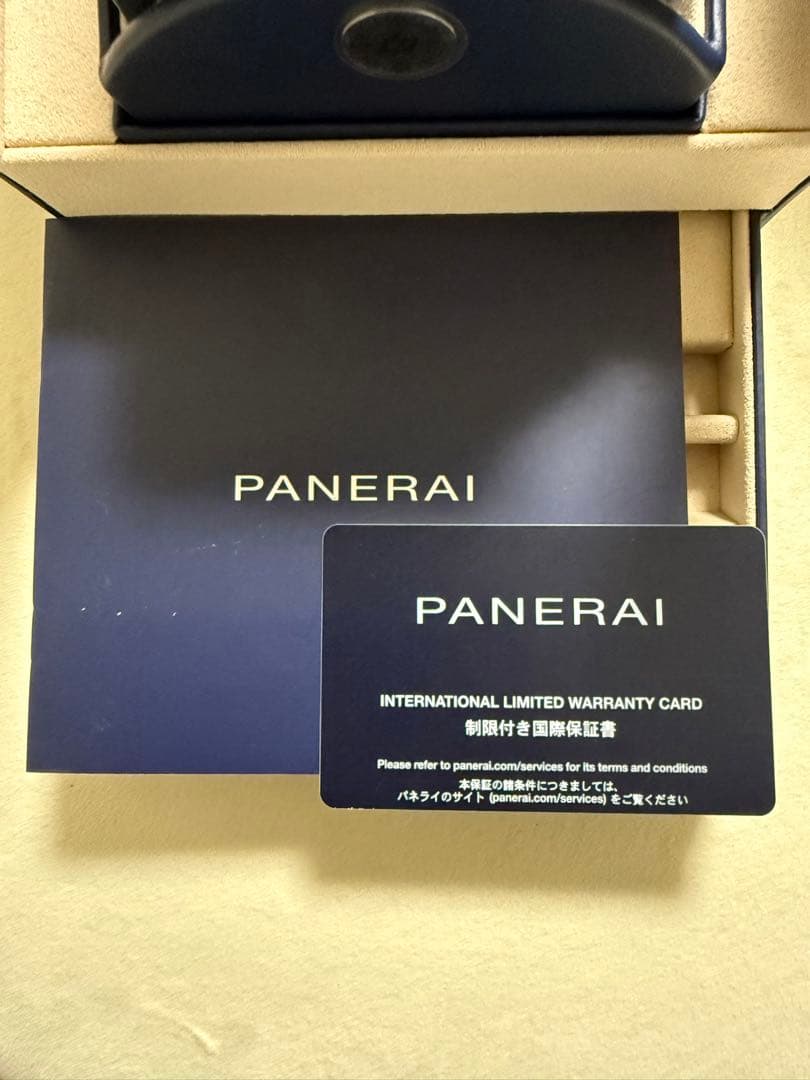 PANERAI
PANERAI
INTERNATIONAL LIMITED WARRANTY CARD
制限付き国際保証書
Please refer to panerai.com/services for its terms and conditions
本保証の諸条件につきましては、
パネライのサイト (panerai.com/services) をご覧ください